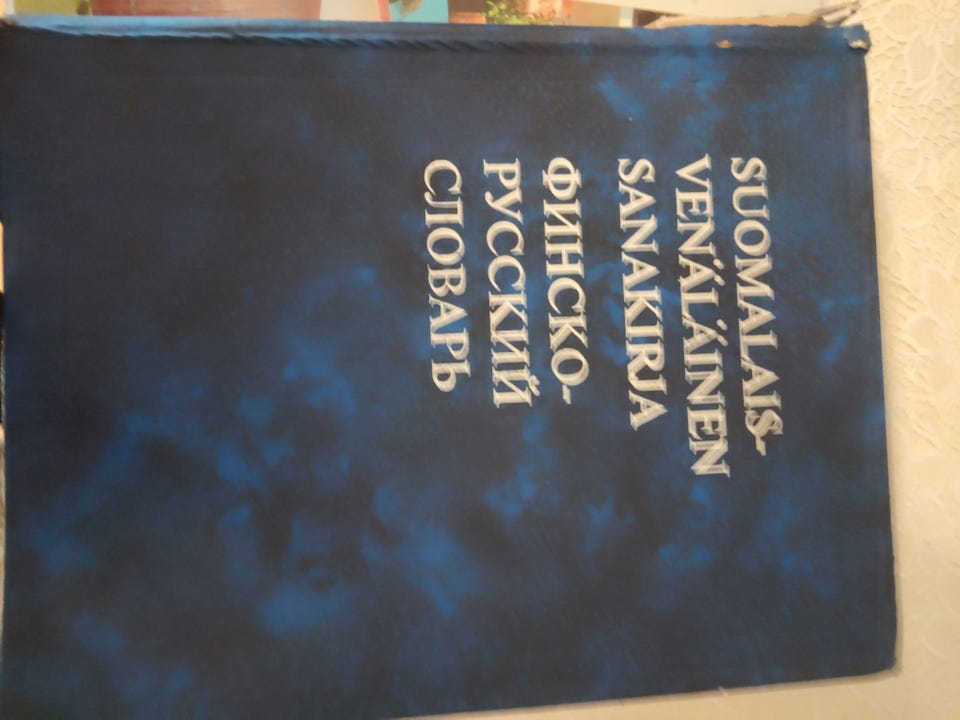 SUOMALAIS-
VENÄLÄINEN
SANAKIRJA
ФИНСКО-
РУССКИЙ
СЛОВАРЬ